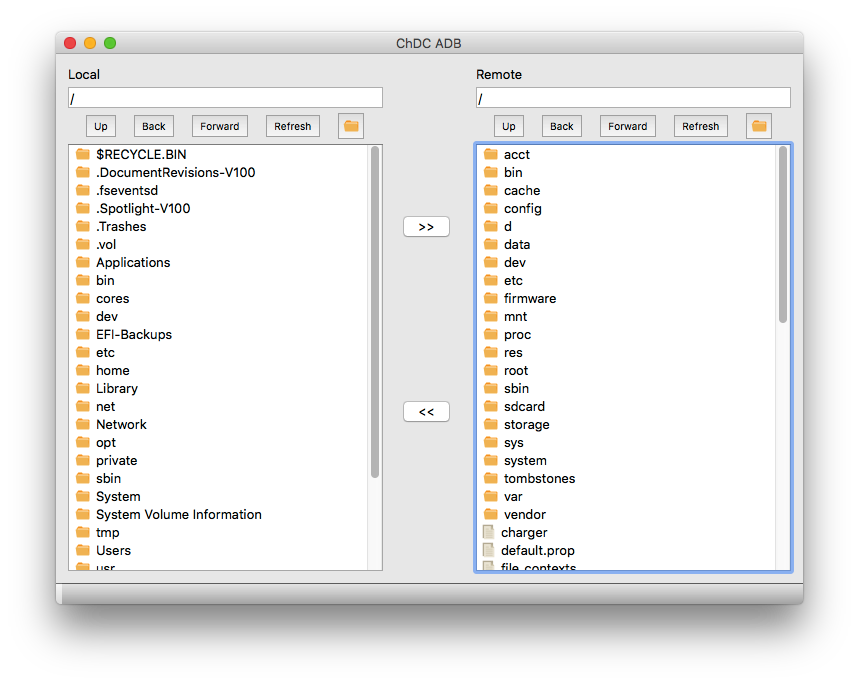 ChDC ADB
Local
/
Up Back Forward Refresh
$RECYCLE.BIN
.DocumentRevisions-V100
.fseventsd
.Spotlight-V100
.Trashes
.vol
Applications
bin
cores
dev
EFI-Backups
etc
home
Library
net
Network
opt
private
sbin
System
System Volume Information
tmp
Users
usr
>>
<<
Remote
/
Up Back Forward Refresh
acct
bin
cache
config
d
data
dev
etc
firmware
mnt
proc
res
root
sbin
sdcard
storage
sys
system
tombstones
var
vendor
charger
default.prop
file_contexts